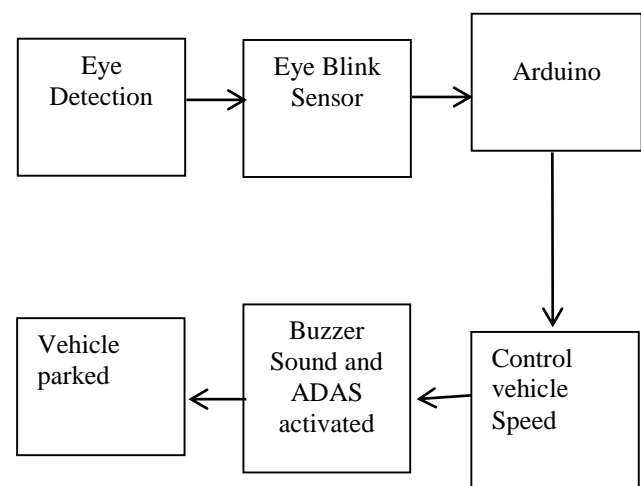 Eye
Detection
Eye Blink
Sensor
Arduino
Vehicle
parked
Buzzer
Sound and
ADAS
activated
Control
vehicle
Speed